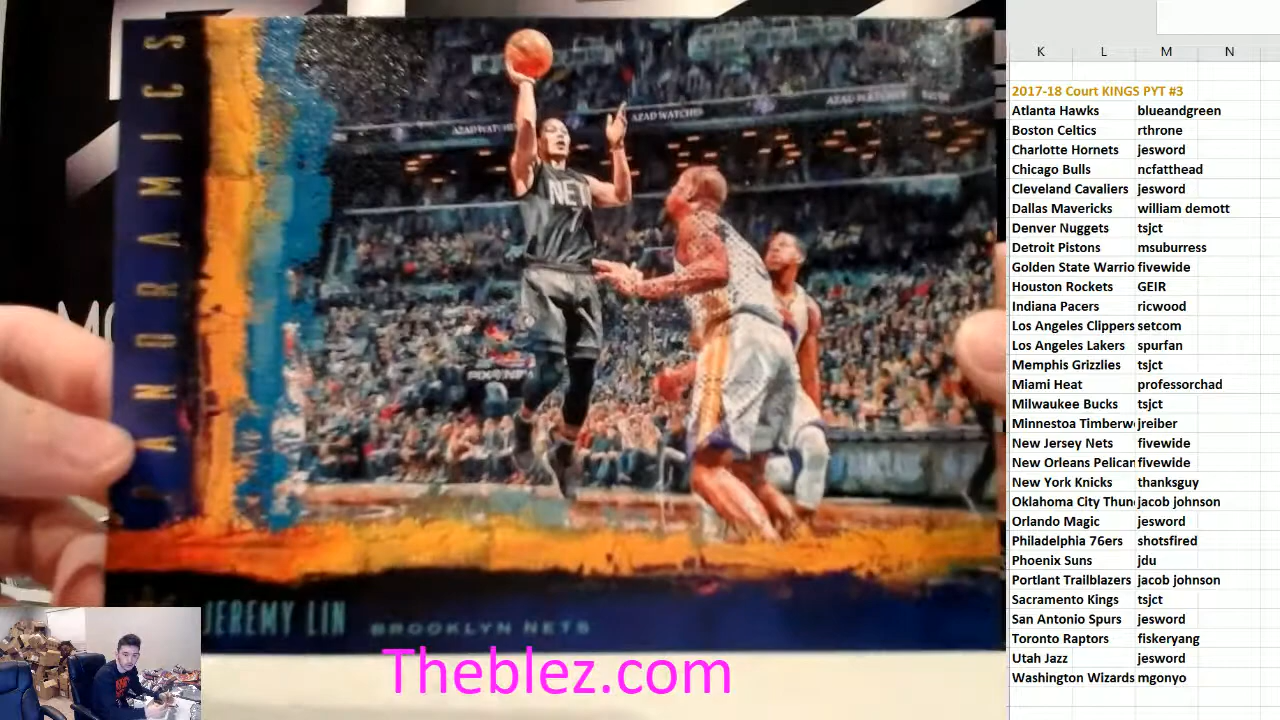 PANORAMICS
AZAD WATCHES
AZAD WATCHES
NET
JEREMY LIN BROOKLYN NETS
Theblez.com
K L M N
2017-18 Court KINGS PYT #3
Atlanta Hawks blueandgreen
Boston Celtics rthrone
Charlotte Hornets jesword
Chicago Bulls ncfatthead
Cleveland Cavaliers jesword
Dallas Mavericks william demott
Denver Nuggets tsjct
Detroit Pistons msuburress
Golden State Warrio fivewide
Houston Rockets GEIR
Indiana Pacers ricwood
Los Angeles Clippers setcom
Los Angeles Lakers spurfan
Memphis Grizzlies tsjct
Miami Heat professorchad
Milwaukee Bucks tsjct
Minnestoa Timberw jreiber
New Jersey Nets fivewide
New Orleans Pelican fivewide
New York Knicks thanksguy
Oklahoma City Thun jacob johnson
Orlando Magic jesword
Philadelphia 76ers shotsfired
Phoenix Suns jdu
Portlant Trailblazers jacob johnson
Sacramento Kings tsjct
San Antonio Spurs jesword
Toronto Raptors fiskeryang
Utah Jazz jesword
Washington Wizards mgonyo